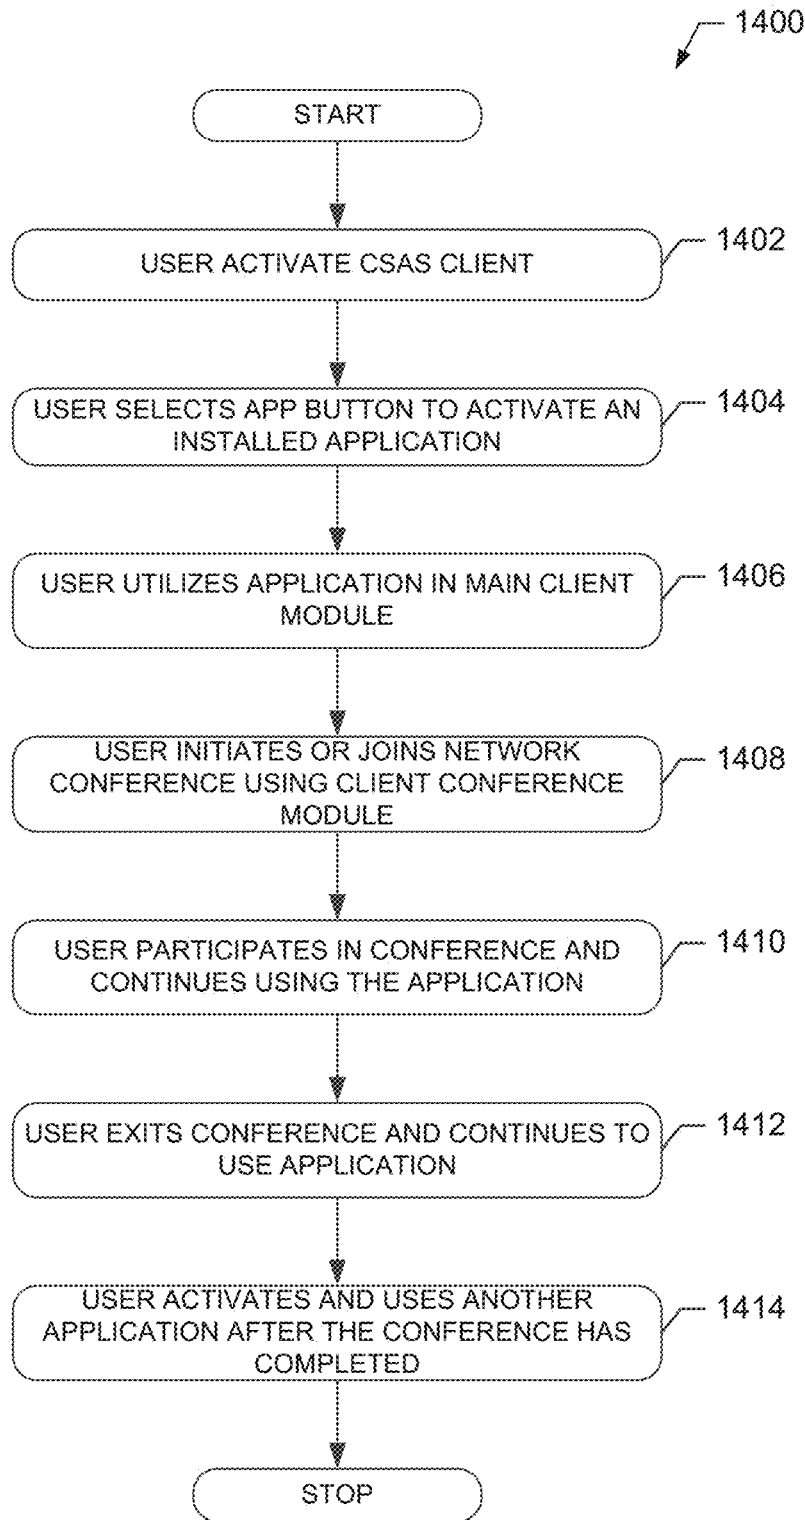 1400
START
USER ACTIVATE CSAS CLIENT
1402
USER SELECTS APP BUTTON TO ACTIVATE AN
INSTALLED APPLICATION
1404
USER UTILIZES APPLICATION IN MAIN CLIENT
MODULE
1406
USER INITIATES OR JOINS NETWORK
CONFERENCE USING CLIENT CONFERENCE
MODULE
1408
USER PARTICIPATES IN CONFERENCE AND
CONTINUES USING THE APPLICATION
1410
USER EXITS CONFERENCE AND CONTINUES TO
USE APPLICATION
1412
USER ACTIVATES AND USES ANOTHER
APPLICATION AFTER THE CONFERENCE HAS
COMPLETED
1414
STOP